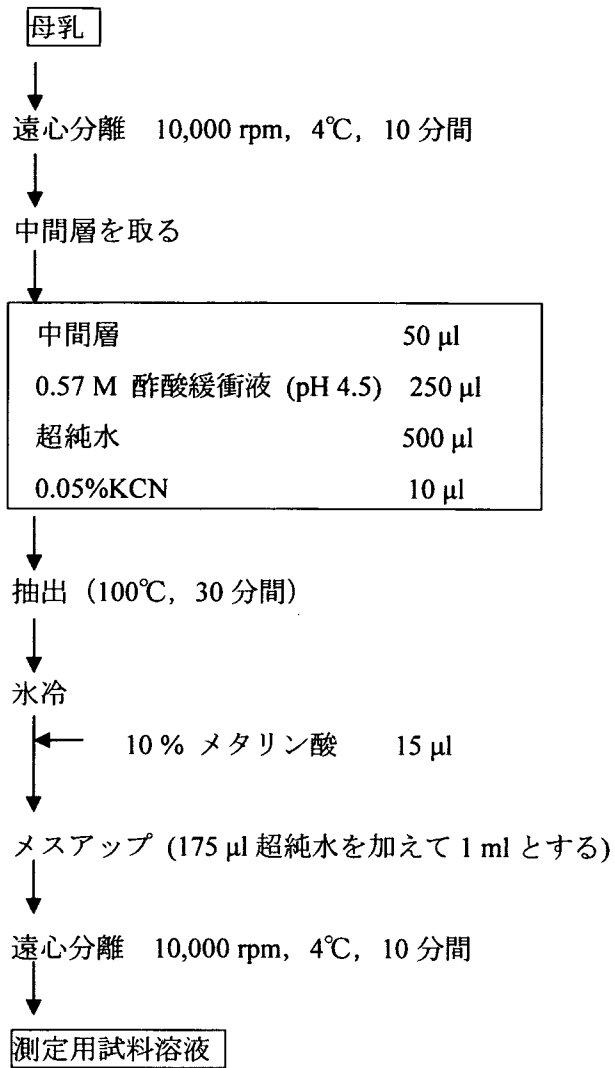 母乳
遠心分離 10,000 rpm, 4℃, 10 分間
中間層を取る
中間層 50 μl
0.57 M 酢酸緩衝液 (pH 4.5) 250 μl
超純水 500 μl
0.05%KCN 10 μl
抽出（100℃, 30 分間）
氷冷
10 % メタリン酸 15 μl
メスアップ (175 μl 超純水を加えて 1 ml とする)
遠心分離 10,000 rpm, 4℃, 10 分間
測定用試料溶液